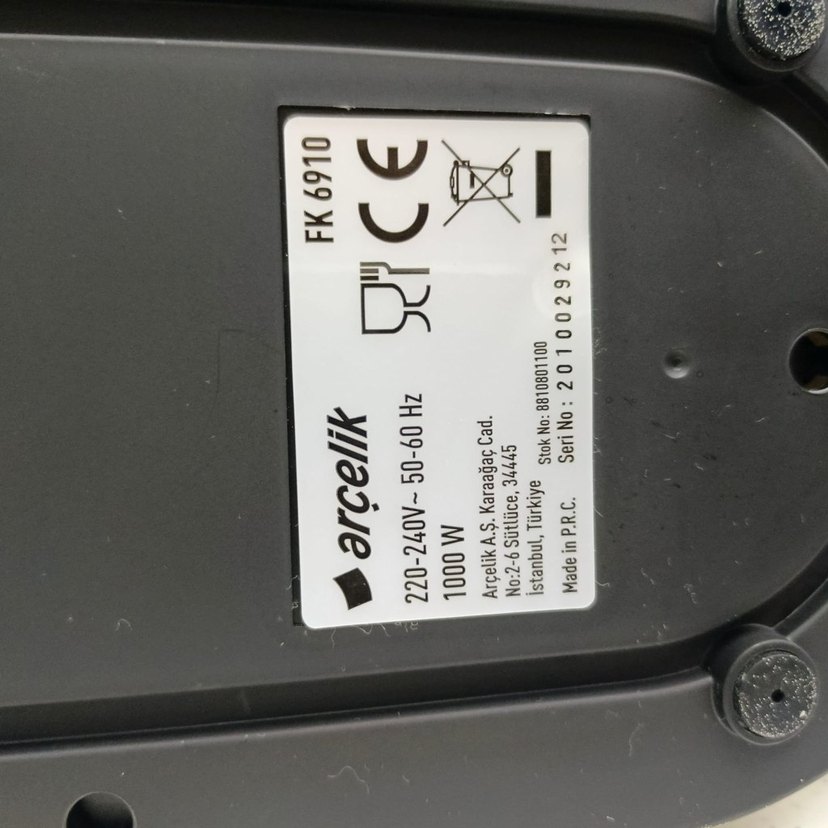 arçelik
FK 6910
220-240V~ 50-60 Hz
1000 W
Arçelik A.Ş. Karaağaç Cad.
No:2-6 Sütlüce, 34445
İstanbul, Türkiye
Stok No: 8810801100
Made in P.R.C.
Seri No : 2 0 1 0 0 2 9 2 1 2